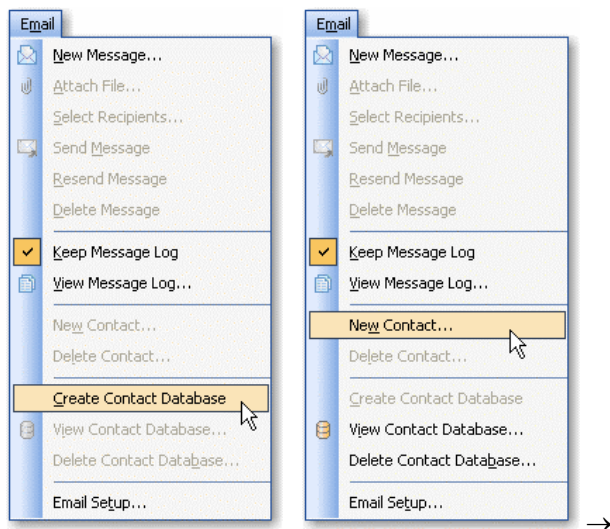 Email
New Message...
Attach File...
Select Recipients...
Send Message
Resend Message
Delete Message
Keep Message Log
View Message Log...
New Contact...
Delete Contact...
Create Contact Database
View Contact Database...
Delete Contact Database...
Email Setup...
Email
New Message...
Attach File...
Select Recipients...
Send Message
Resend Message
Delete Message
Keep Message Log
View Message Log...
New Contact...
Delete Contact...
Create Contact Database
View Contact Database...
Delete Contact Database...
Email Setup...
→